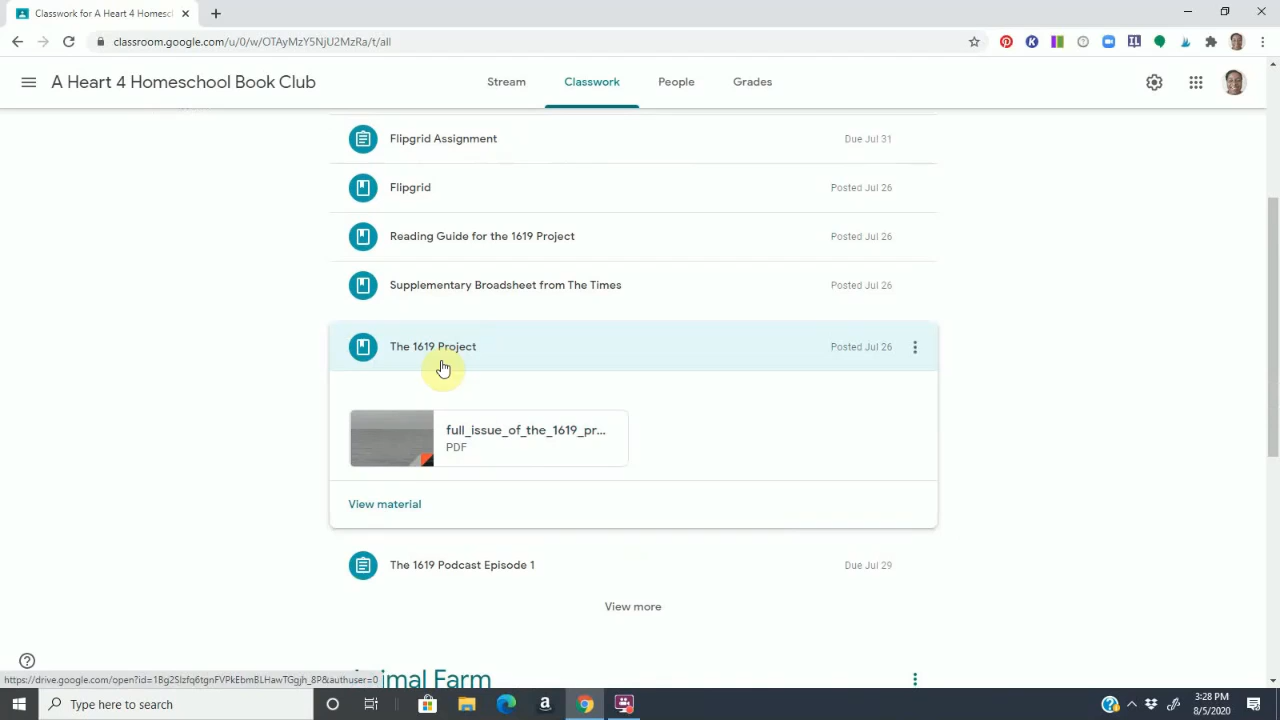 Classwork for A Heart 4 Homesch
classroom.google.com/u/0/w/OTAyMzY5NjU2MzRa/t/all
A Heart 4 Homeschool Book Club
Stream
Classwork
People
Grades
Flipgrid Assignment
Due Jul 31
Flipgrid
Posted Jul 26
Reading Guide for the 1619 Project
Posted Jul 26
Supplementary Broadsheet from The Times
Posted Jul 26
The 1619 Project
Posted Jul 26
full_issue_of_the_1619_pr...
PDF
View material
The 1619 Podcast Episode 1
Due Jul 29
View more
imal Farm
https://drive.google.com/open?id=1Bg2Slzfq6tgnFVPkEbmBLHawTGgjh_8P&authuser=0
Type here to search
3:28 PM
8/5/2020